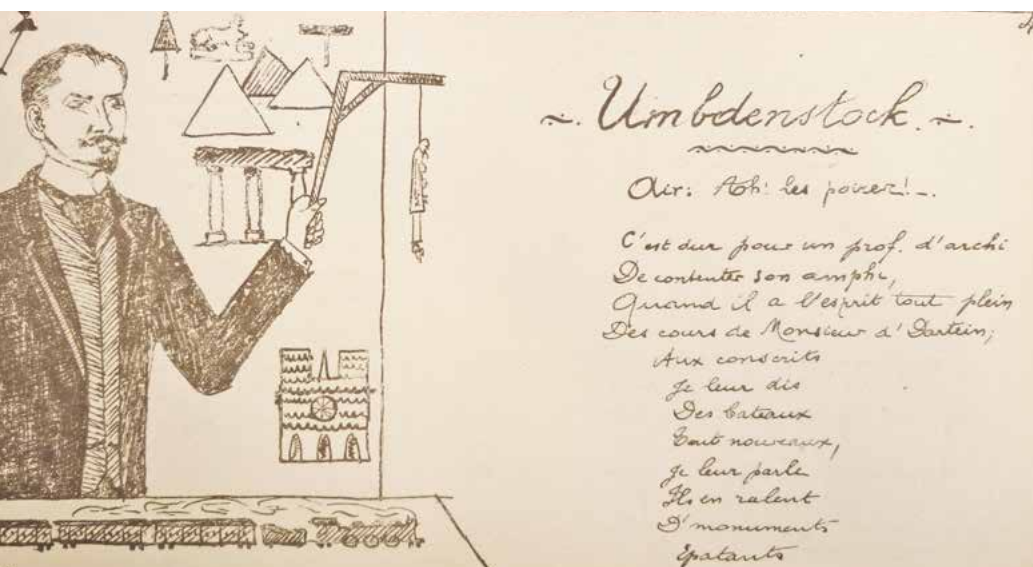 ~. Umbdenstock. ~.
Air: Ah! les poires! _.
C'est dur pour un prof. d'archi
De contenter son amphi,
Quand il a l'esprit tout plein
Des cours de Monsieur d'Dartein;
Aux conscrits
Je leur dis
Des bateaux
Tout nouveaux,
Je leur parle
Ils en ralent
D'monuments
Epatants